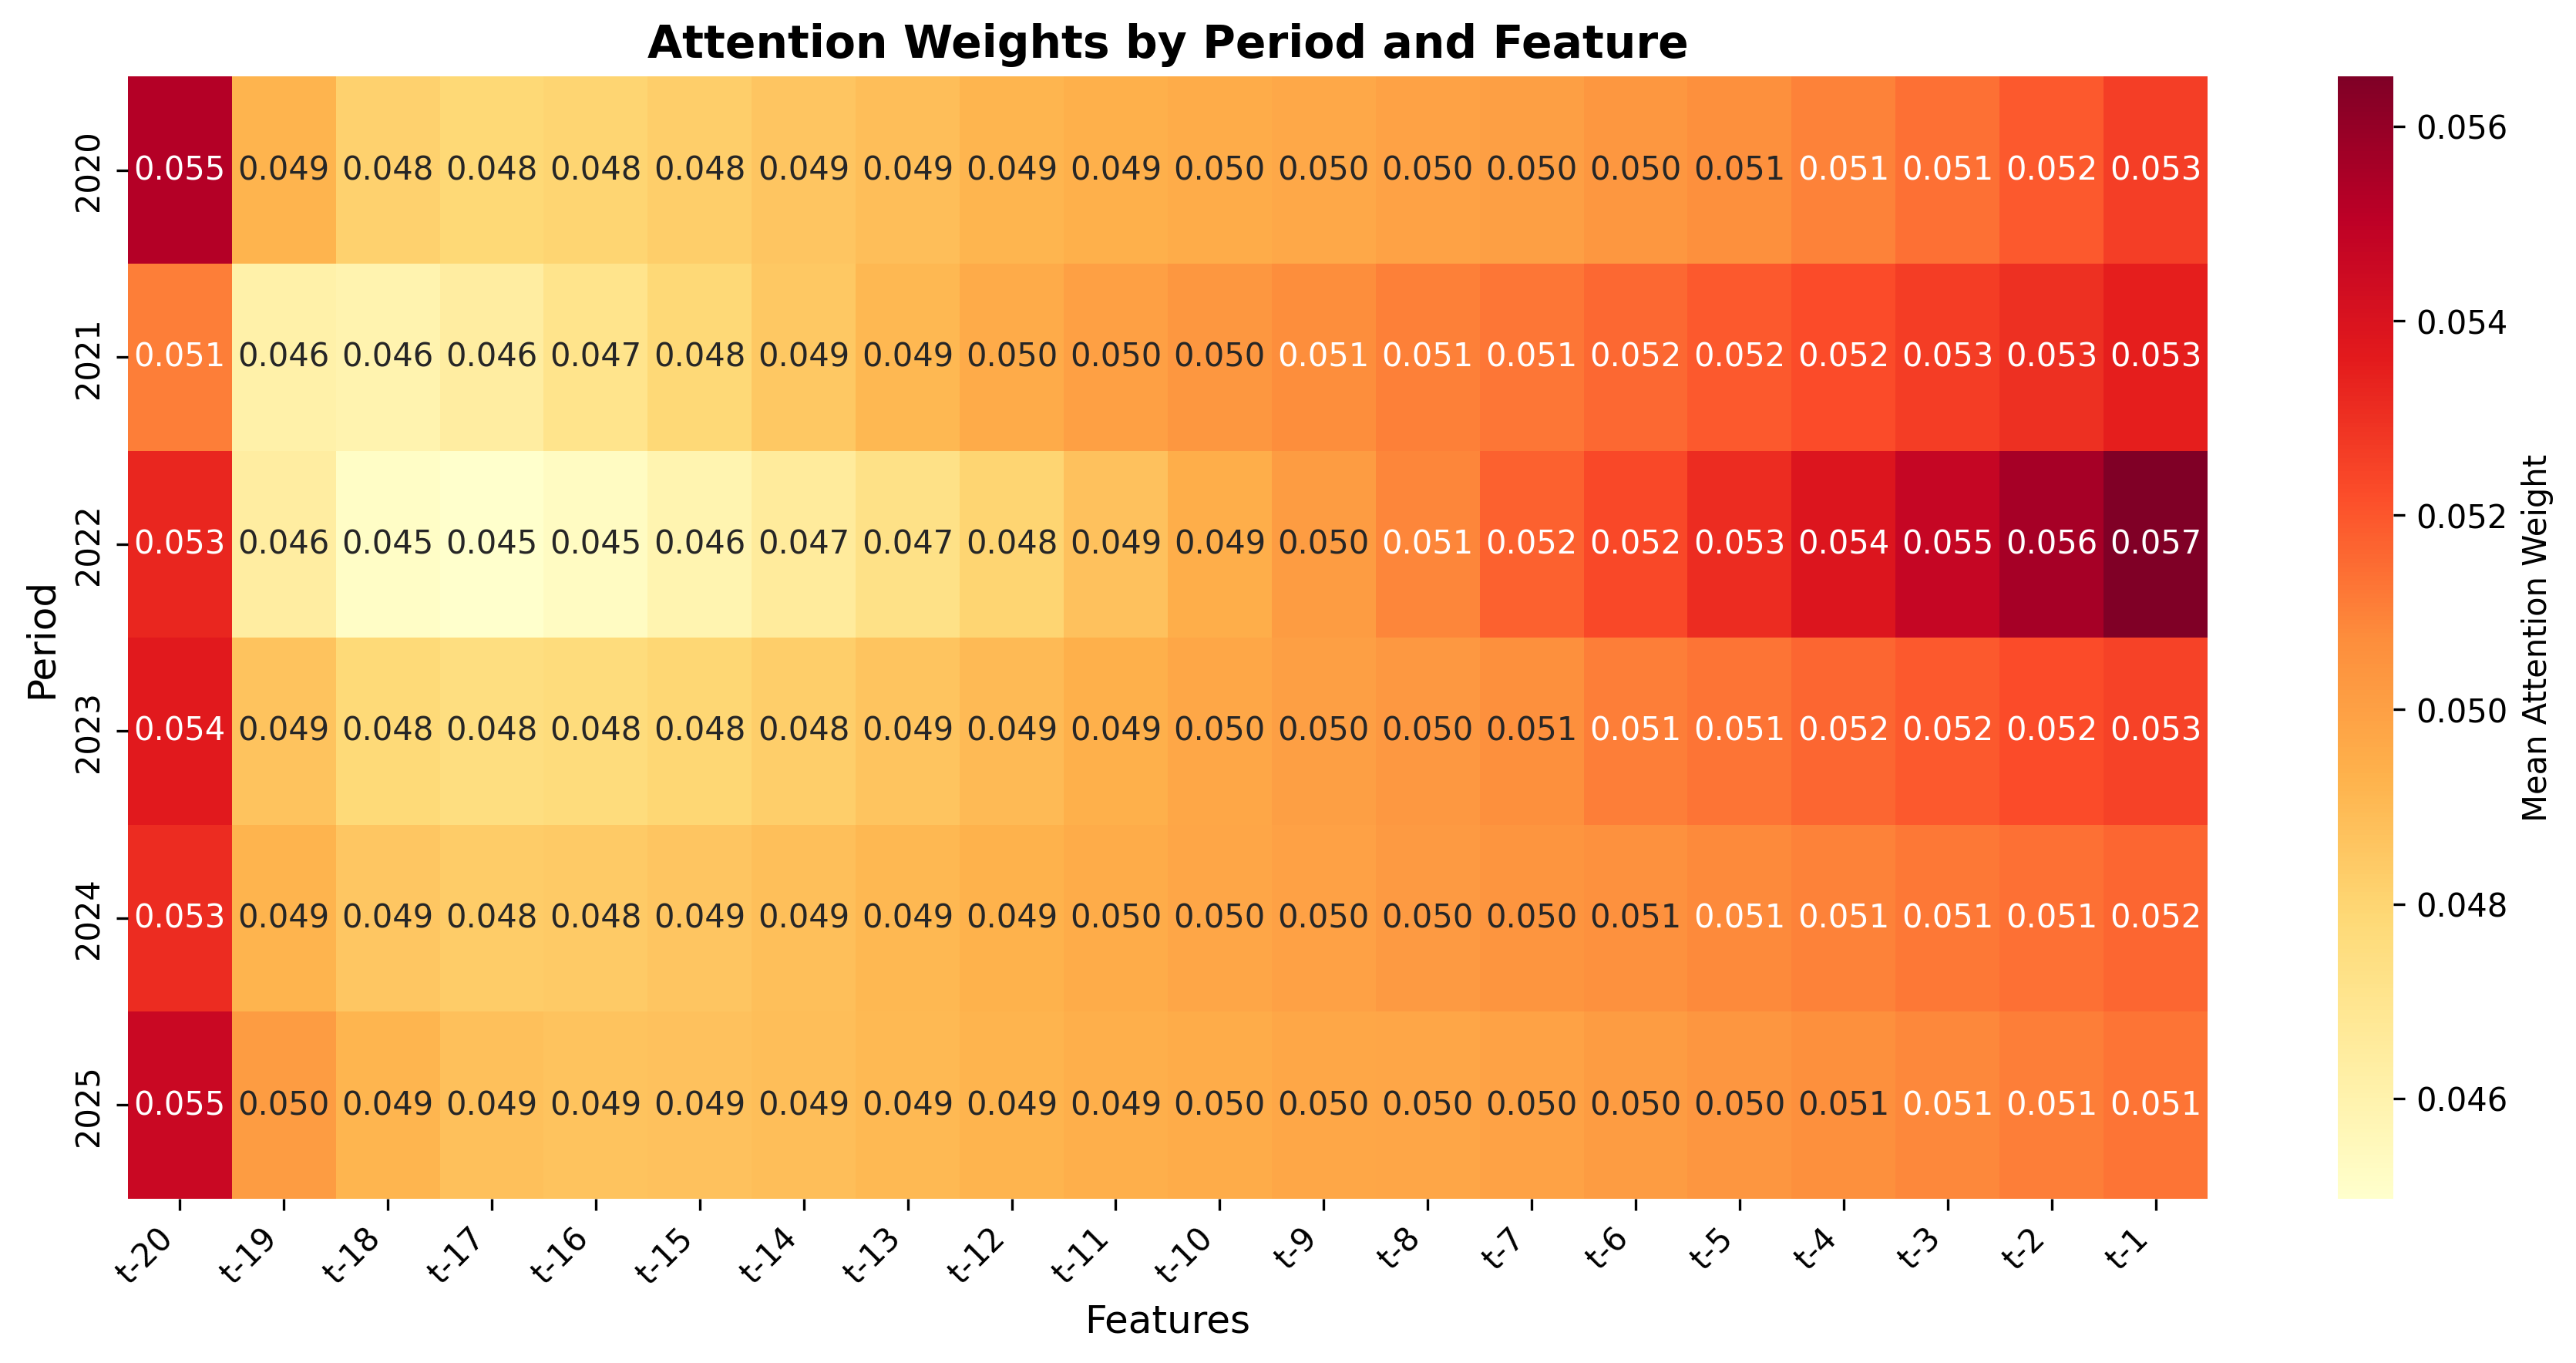 Attention Weights by Period and Feature
2020 0.055 0.049 0.048 0.048 0.048 0.048 0.049 0.049 0.049 0.049 0.050 0.050 0.050 0.050 0.050 0.051 0.051 0.051 0.052 0.053
2021 0.051 0.046 0.046 0.046 0.047 0.048 0.049 0.049 0.050 0.050 0.050 0.051 0.051 0.051 0.052 0.052 0.052 0.053 0.053 0.053
2022 0.053 0.046 0.045 0.045 0.045 0.046 0.047 0.047 0.048 0.049 0.049 0.050 0.051 0.052 0.052 0.053 0.054 0.055 0.056 0.057
2023 0.054 0.049 0.048 0.048 0.048 0.048 0.048 0.049 0.049 0.049 0.050 0.050 0.050 0.051 0.051 0.051 0.052 0.052 0.052 0.053
2024 0.053 0.049 0.049 0.048 0.048 0.049 0.049 0.049 0.049 0.050 0.050 0.050 0.050 0.050 0.051 0.051 0.051 0.051 0.051 0.052
2025 0.055 0.050 0.049 0.049 0.049 0.049 0.049 0.049 0.049 0.049 0.050 0.050 0.050 0.050 0.050 0.050 0.051 0.051 0.051 0.051
Period
t-20 t-19 t-18 t-17 t-16 t-15 t-14 t-13 t-12 t-11 t-10 t-9 t-8 t-7 t-6 t-5 t-4 t-3 t-2 t-1
Features
0.056
0.054
0.052
0.050
0.048
0.046
Mean Attention Weight